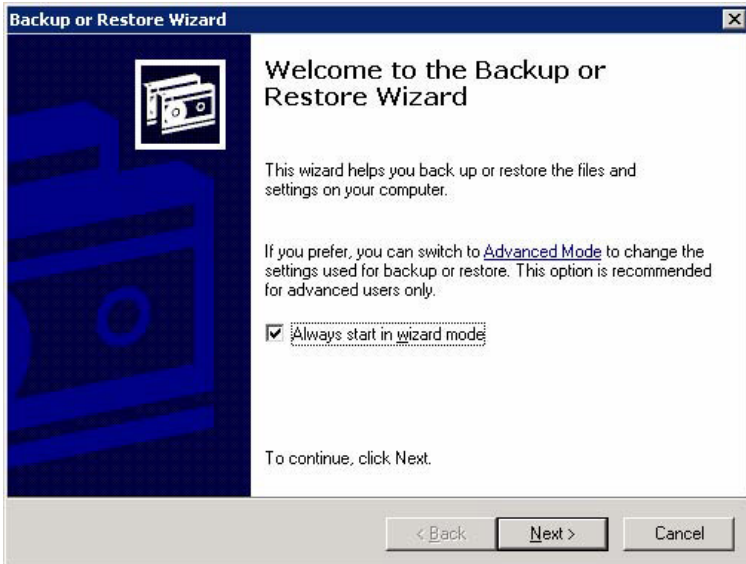 Backup or Restore Wizard
Welcome to the Backup or
Restore Wizard
This wizard helps you back up or restore the files and
settings on your computer.
If you prefer, you can switch to Advanced Mode to change the
settings used for backup or restore. This option is recommended
for advanced users only.
Always start in wizard mode
To continue, click Next.
< Back
Next >
Cancel